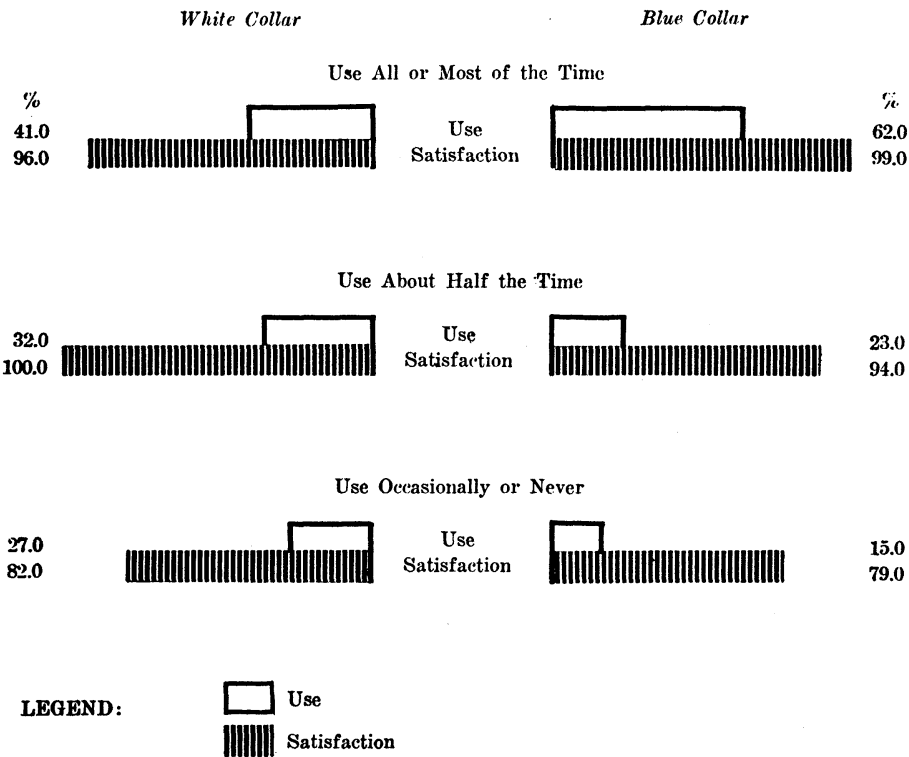 White Collar Blue Collar
Use All or Most of the Time
% %
41.0 Use 62.0
96.0 Satisfaction 99.0
Use About Half the Time
32.0 Use 23.0
100.0 Satisfaction 94.0
Use Occasionally or Never
27.0 Use 15.0
82.0 Satisfaction 79.0
LEGEND: Use
Satisfaction